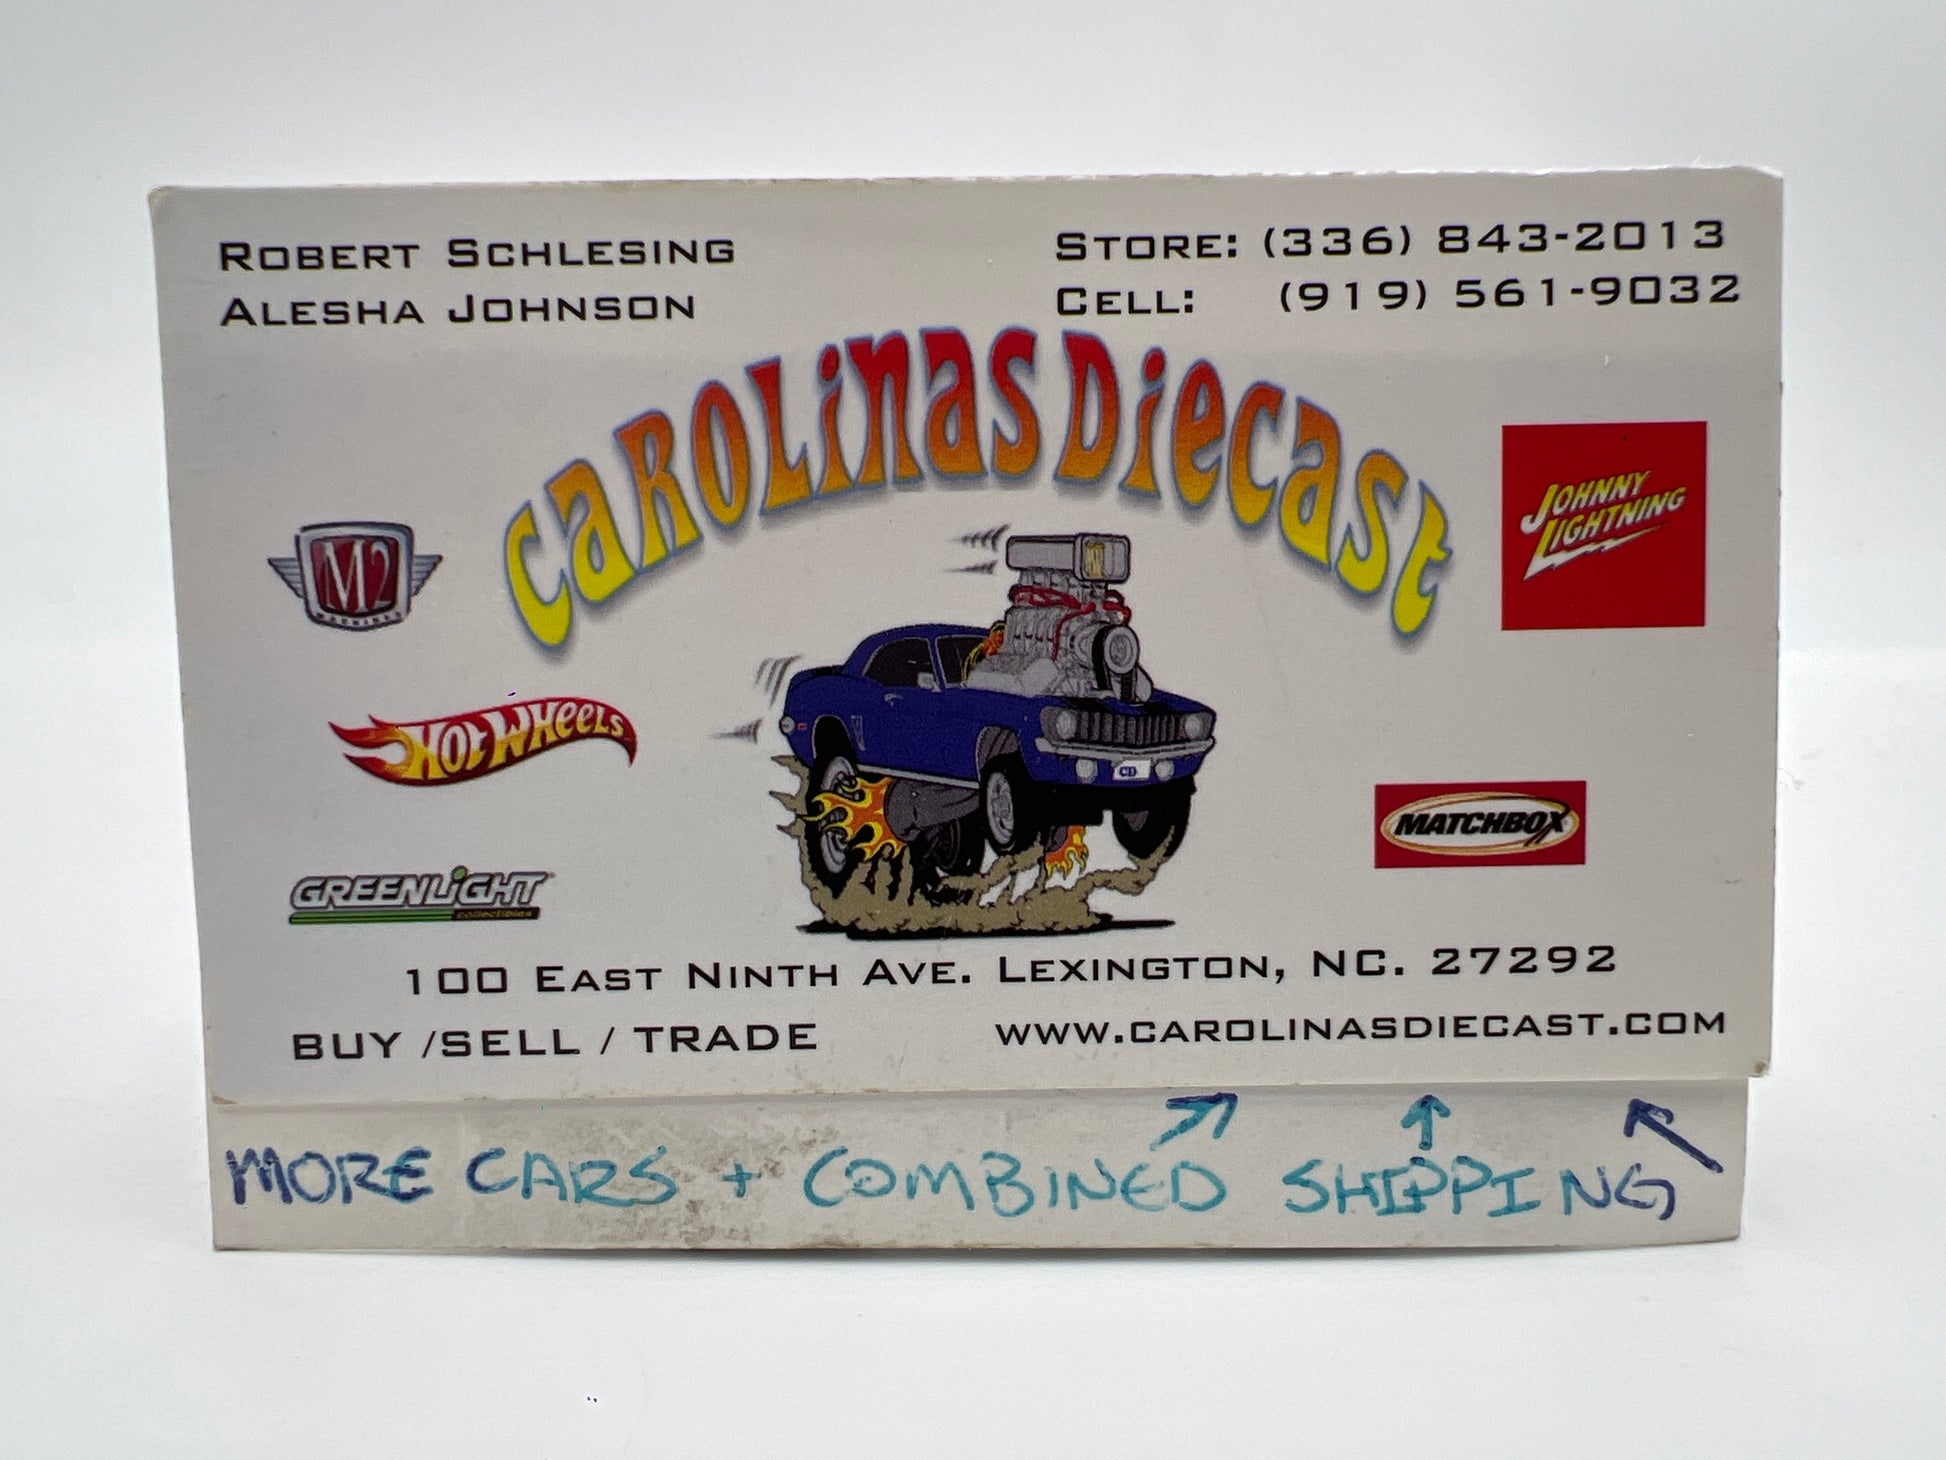 ROBERT SCHLESING
ALESHA JOHNSON
STORE: (336) 843-2013
CELL: (919) 561-9032
CAROLINAS DIECAST
M2
MACHINES
JOHNNY
LIGHTNING
HOT WHEELS
MATCHBOX
GREENLIGHT
collectibles
CD
100 EAST NINTH AVE. LEXINGTON, NC. 27292
BUY /SELL / TRADE
WWW.CAROLINASDIECAST.COM
MORE CARS + COMBINED SHIPPING